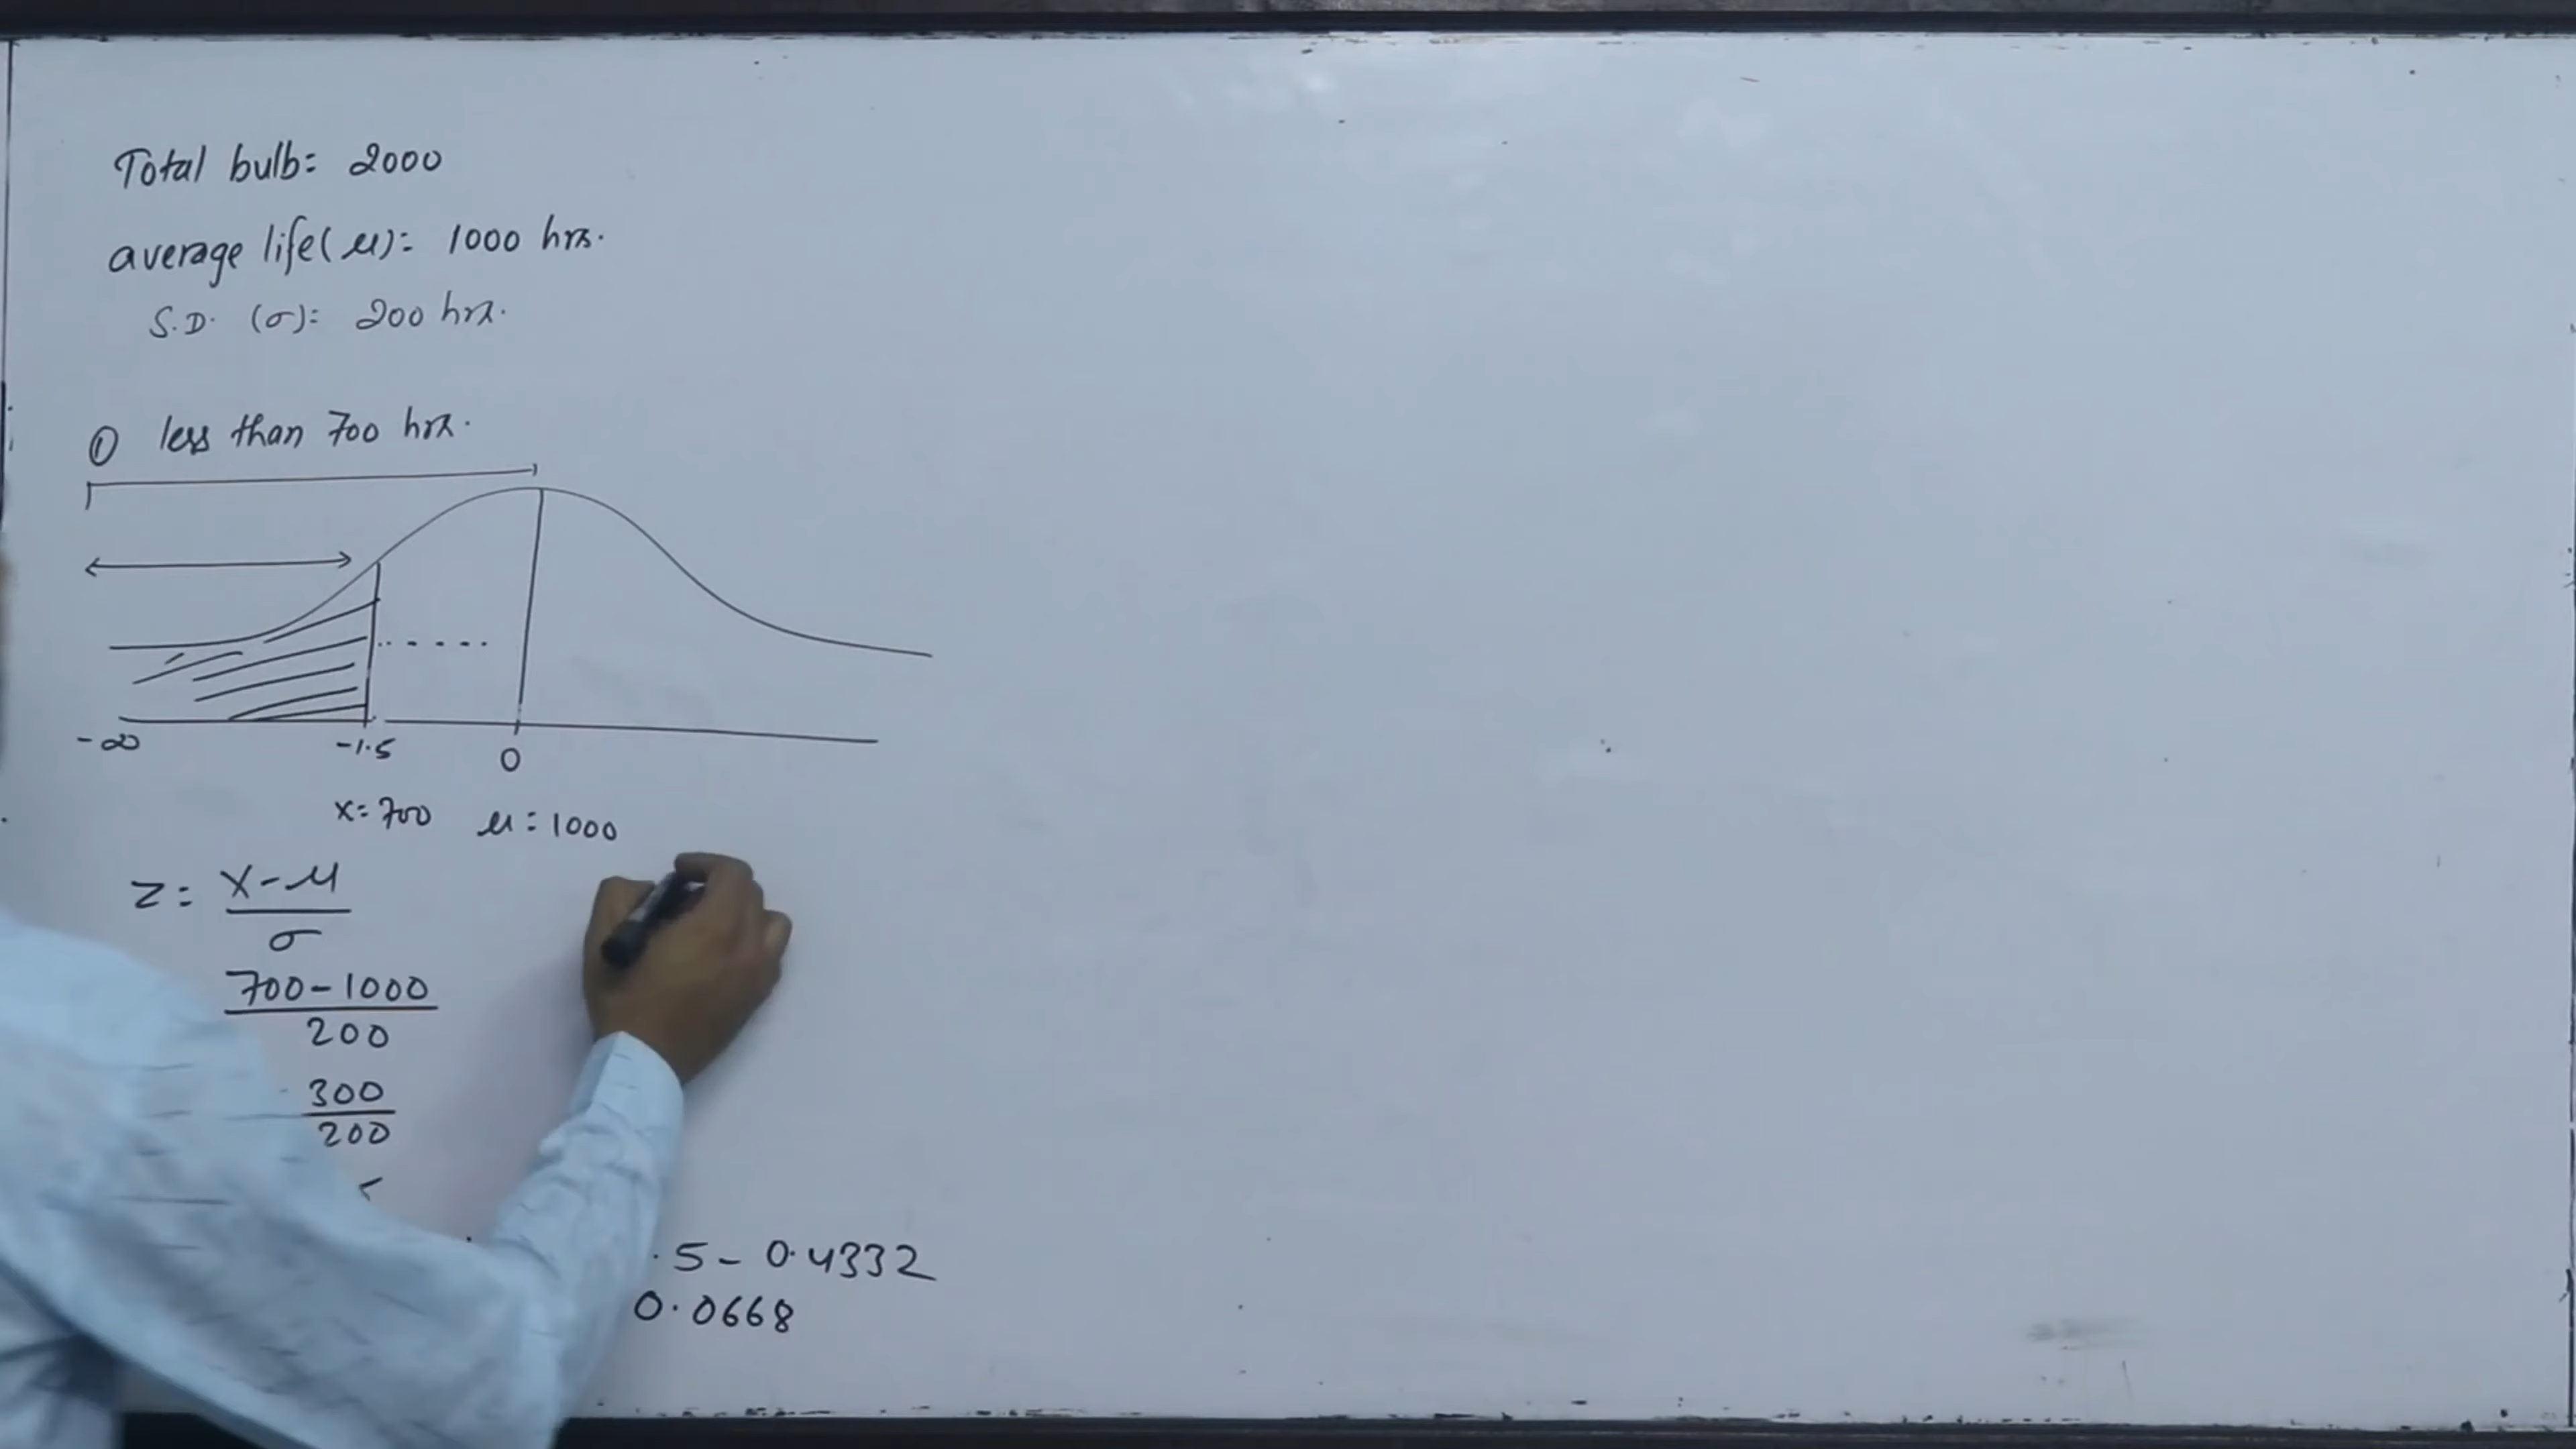 Total bulb: 2000
average life(μ): 1000 hrs.
S.D. (σ): 200 hrs.
① less than 700 hrs.
-∞ -1.5 0
x=700 μ=1000
z = x-μ
σ
700-1000
200
- 300
200
.5 - 0.4332
0.0668